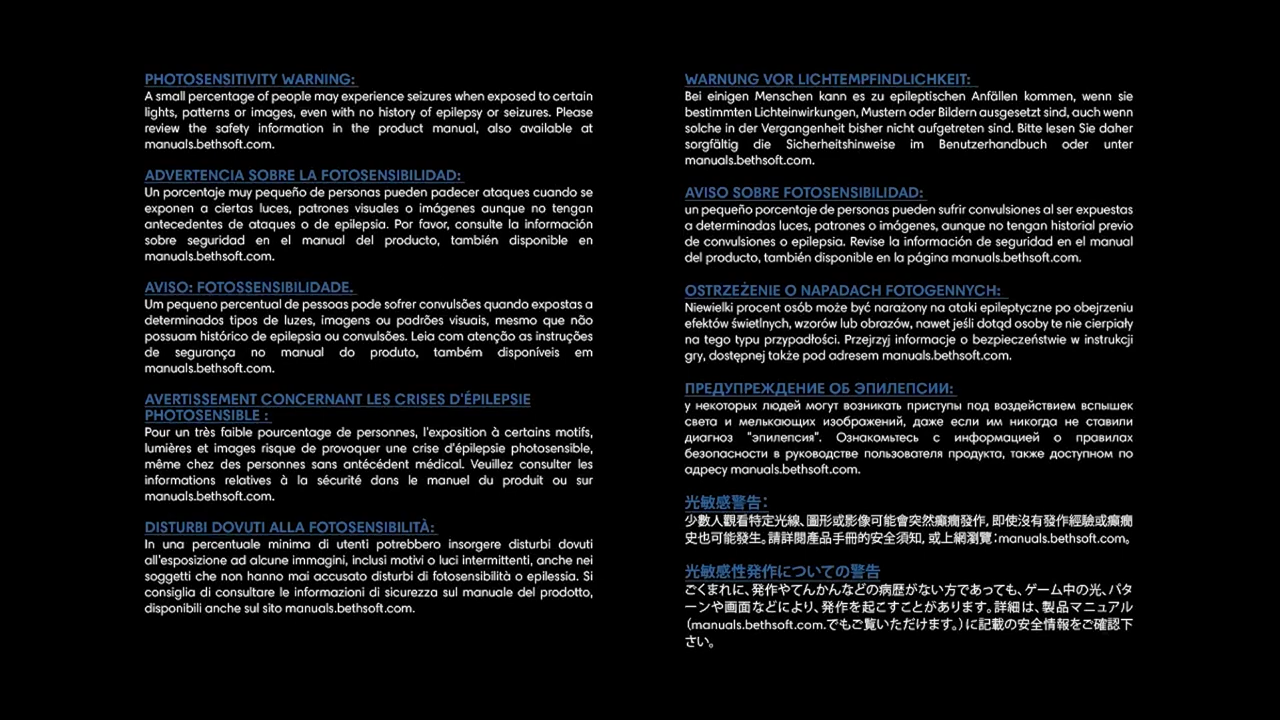 PHOTOSENSITIVITY WARNING:
A small percentage of people may experience seizures when exposed to certain
lights, patterns or images, even with no history of epilepsy or seizures. Please
review the safety information in the product manual, also available at
manuals.bethsoft.com.
ADVERTENCIA SOBRE LA FOTOSENSIBILIDAD:
Un porcentaje muy pequeño de personas pueden padecer ataques cuando se
exponen a ciertas luces, patrones visuales o imágenes aunque no tengan
antecedentes de ataques o de epilepsia. Por favor, consulte la información
sobre seguridad en el manual del producto, también disponible en
manuals.bethsoft.com.
AVISO: FOTOSSENSIBILIDADE.
Um pequeno percentual de pessoas pode sofrer convulsões quando expostas a
determinados tipos de luzes, imagens ou padrões visuais, mesmo que não
possuam histórico de epilepsia ou convulsões. Leia com atenção as instruções
de segurança no manual do produto, também disponíveis em
manuals.bethsoft.com.
AVERTISSEMENT CONCERNANT LES CRISES D'ÉPILEPSIE
PHOTOSENSIBLE :
Pour un très faible pourcentage de personnes, l'exposition à certains motifs,
lumières et images risque de provoquer une crise d'épilepsie photosensible,
même chez des personnes sans antécédent médical. Veuillez consulter les
informations relatives à la sécurité dans le manuel du produit ou sur
manuals.bethsoft.com.
DISTURBI DOVUTI ALLA FOTOSENSIBILITÀ:
In una percentuale minima di utenti potrebbero insorgere disturbi dovuti
all'esposizione ad alcune immagini, inclusi motivi o luci intermittenti, anche nei
soggetti che non hanno mai accusato disturbi di fotosensibilità o epilessia. Si
consiglia di consultare le informazioni di sicurezza sul manuale del prodotto,
disponibili anche sul sito manuals.bethsoft.com.
WARNUNG VOR LICHTEMPFINDLICHKEIT:
Bei einigen Menschen kann es zu epileptischen Anfällen kommen, wenn sie
bestimmten Lichteinwirkungen, Mustern oder Bildern ausgesetzt sind, auch wenn
solche in der Vergangenheit bisher nicht aufgetreten sind. Bitte lesen Sie daher
sorgfältig die Sicherheitshinweise im Benutzerhandbuch oder unter
manuals.bethsoft.com.
AVISO SOBRE FOTOSENSIBILIDAD:
un pequeño porcentaje de personas pueden sufrir convulsiones al ser expuestas
a determinadas luces, patrones o imágenes, aunque no tengan historial previo
de convulsiones o epilepsia. Revise la información de seguridad en el manual
del producto, también disponible en la página manuals.bethsoft.com.
OSTRZEŻENIE O NAPADACH FOTOGENNYCH:
Niewielki procent osób może być narażony na ataki epileptyczne po obejrzeniu
efektów świetlnych, wzorów lub obrazów, nawet jeśli dotąd osoby te nie cierpiały
na tego typu przypadłości. Przejrzyj informacje o bezpieczeństwie w instrukcji
gry, dostępnej także pod adresem manuals.bethsoft.com.
ПРЕДУПРЕЖДЕНИЕ ОБ ЭПИЛЕПСИИ:
у некоторых людей могут возникать приступы под воздействием вспышек
света и мелькающих изображений, даже если им никогда не ставили
диагноз "эпилепсия". Ознакомьтесь с информацией о правилах
безопасности в руководстве пользователя продукта, также доступном по
адресу manuals.bethsoft.com.
光敏感警告：
少數人觀看特定光線、圖形或影像可能會突然癲癇發作，即使沒有發作經驗或癲癇
史也可能發生。請詳閱產品手冊的安全須知，或上網瀏覽：manuals.bethsoft.com。
光敏感性発作についての警告
ごくまれに、発作やてんかんなどの病歴がない方であっても、ゲーム中の光、パタ
ーンや画面などにより、発作を起こすことがあります。詳細は、製品マニュアル
（manuals.bethsoft.com.でもご覧いただけます。）に記載の安全情報をご確認下
さい。